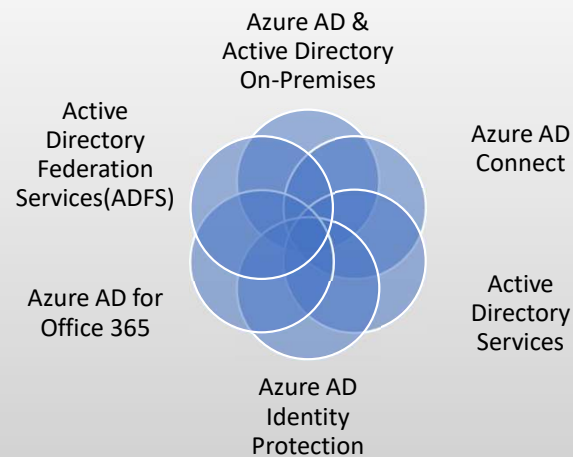 Azure AD &
Active Directory
On-Premises
Azure AD
Connect
Active
Directory
Services
Azure AD
Identity
Protection
Azure AD for
Office 365
Active
Directory
Federation
Services(ADFS)